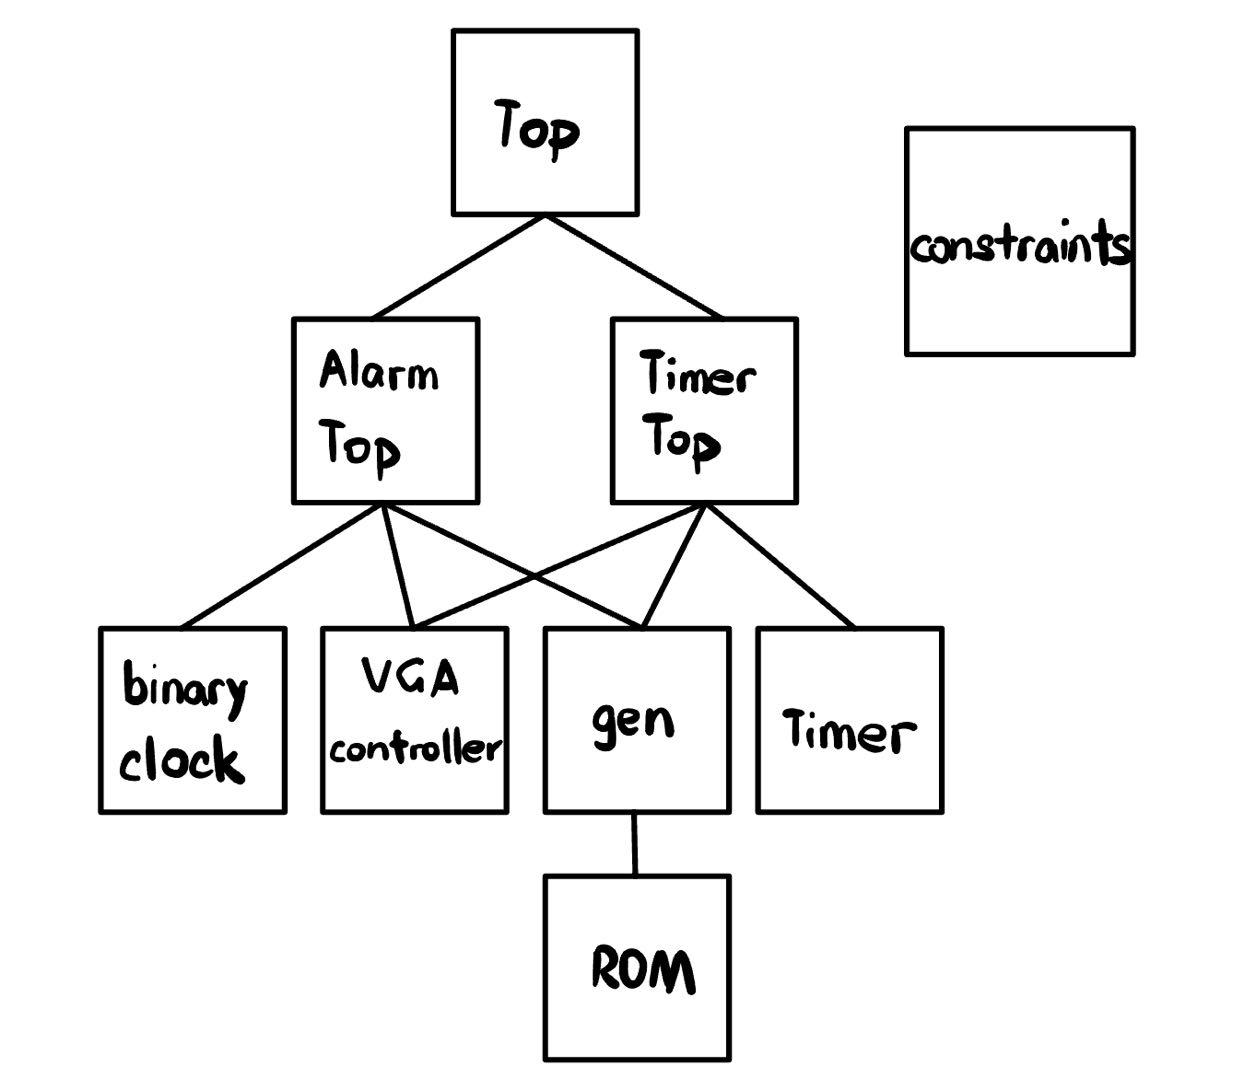 Top
constraints
Alarm
Top
Timer
Top
binary
clock
VGA
controller
gen
Timer
ROM